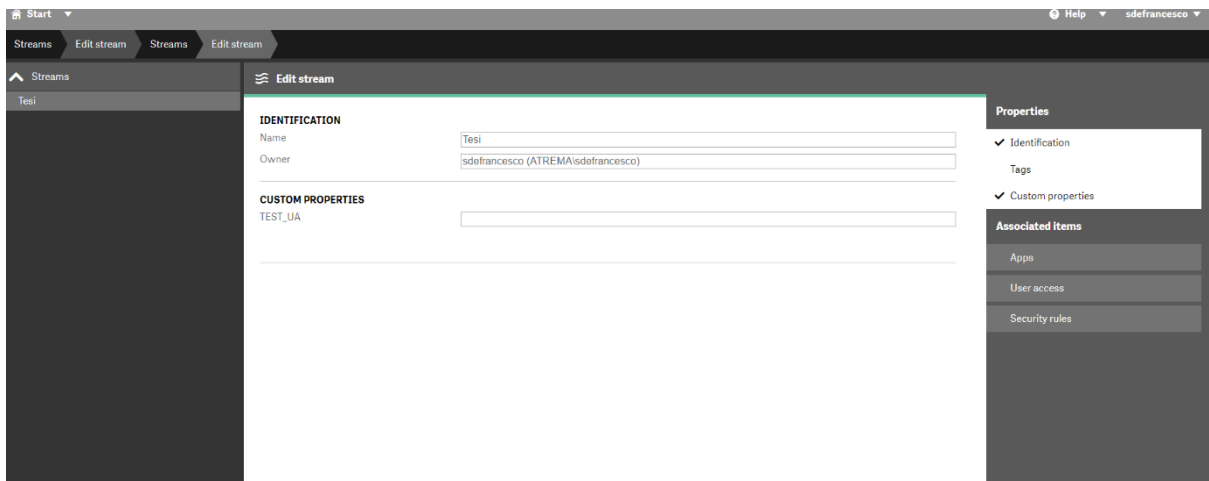 Start
Help sdefrancesco
Streams Edit stream Streams Edit stream
Streams
Tesi
Edit stream
IDENTIFICATION
Name Tesi
Owner sdefrancesco (ATREMA\sdefrancesco)
CUSTOM PROPERTIES
TEST_UA
Properties
Identification
Tags
Custom properties
Associated items
Apps
User access
Security rules